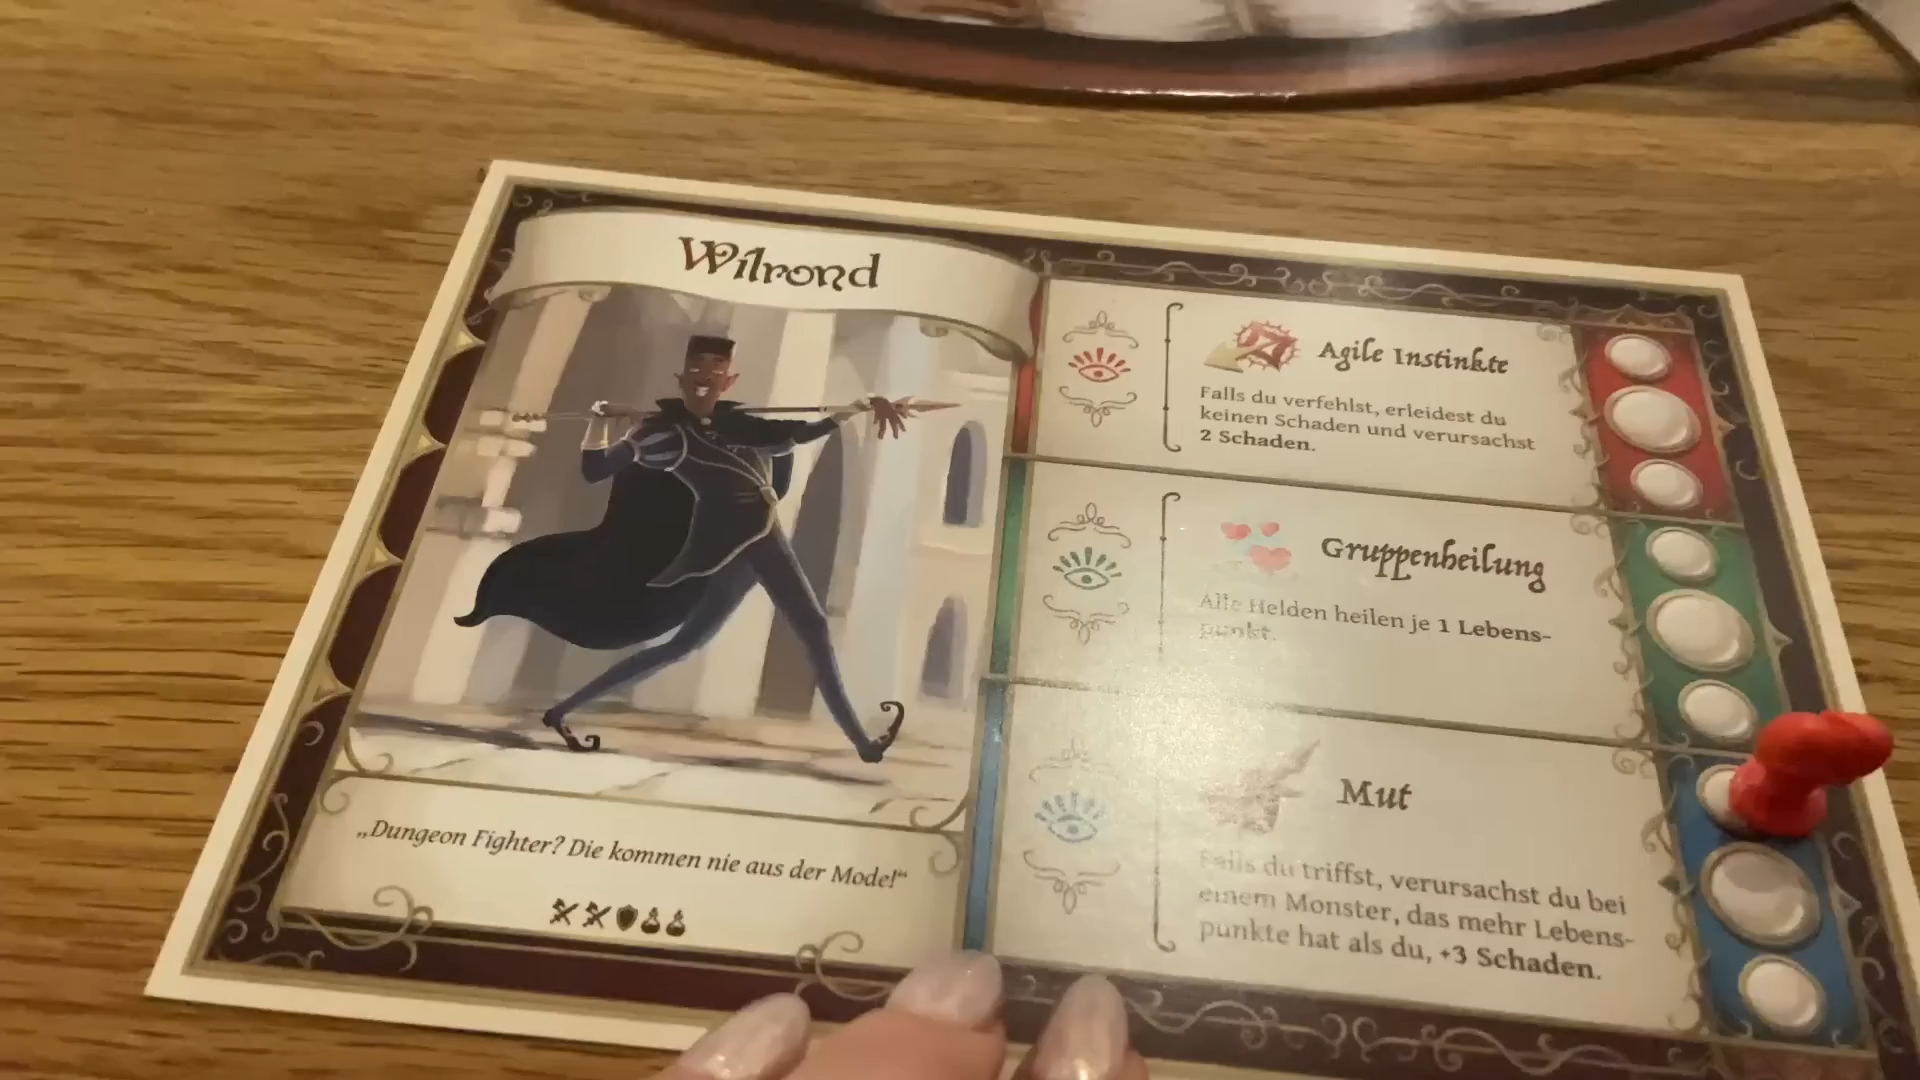 Wilrond
„Dungeon Fighter? Die kommen nie aus der Mode!“
Agile Instinkte
Falls du verfehlst, erleidest du
keinen Schaden und verursachst
2 Schaden.
Gruppenheilung
Alle Helden heilen je 1 Lebens-
punkt.
Mut
Falls du triffst, verursachst du bei
einem Monster, das mehr Lebens-
punkte hat als du, +3 Schaden.